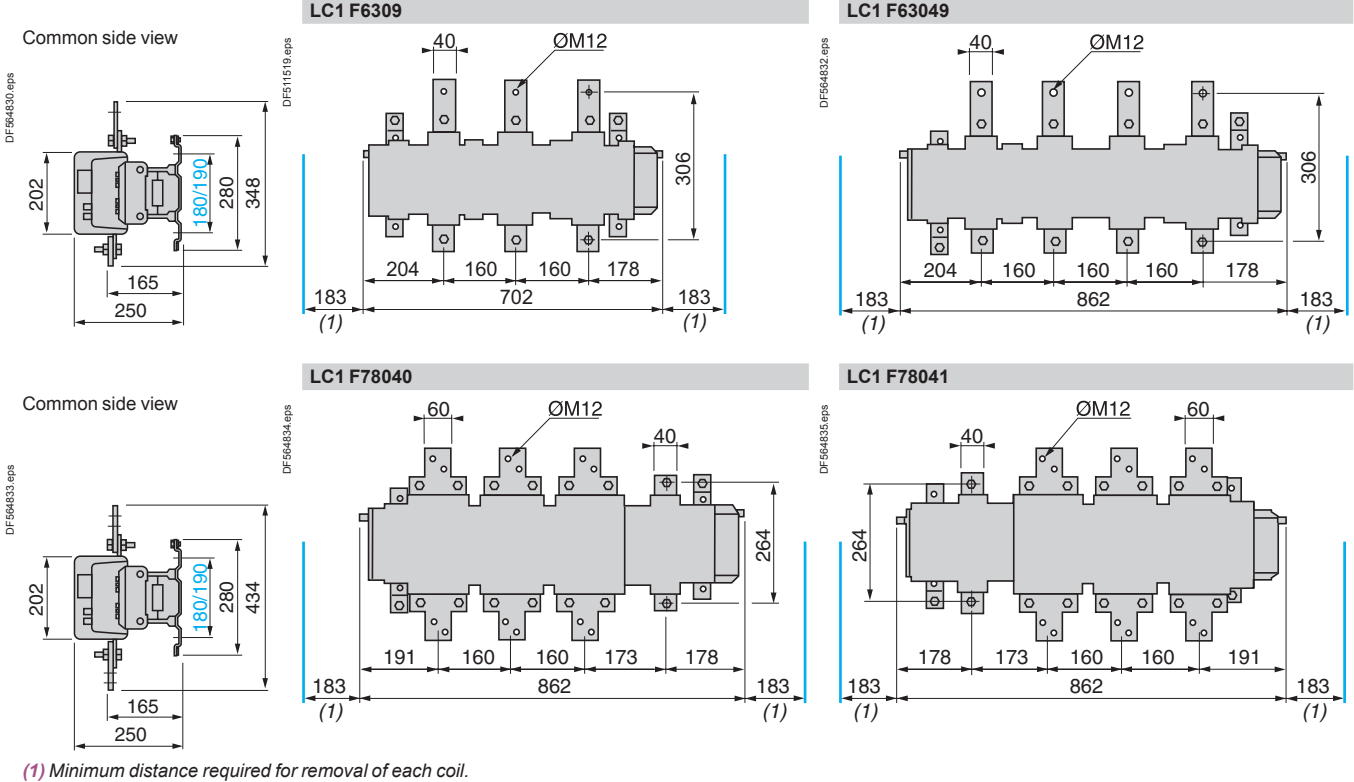 LC1 F6309
LC1 F63049
Common side view
DF564830.eps
202
180/190
280
348
165
250
DF511519.eps
40
ØM12
306
204 160 160 178
183 702 183
(1) (1)
DF564832.eps
40
ØM12
306
204 160 160 160 178
183 862 183
(1) (1)
LC1 F78040
LC1 F78041
Common side view
DF564833.eps
202
180/190
280
434
165
250
DF564834.eps
60
ØM12
40
264
191 160 160 173 178
183 862 183
(1) (1)
DF564835.eps
40
ØM12
60
264
178 173 160 160 191
183 862 183
(1) (1)
(1) Minimum distance required for removal of each coil.